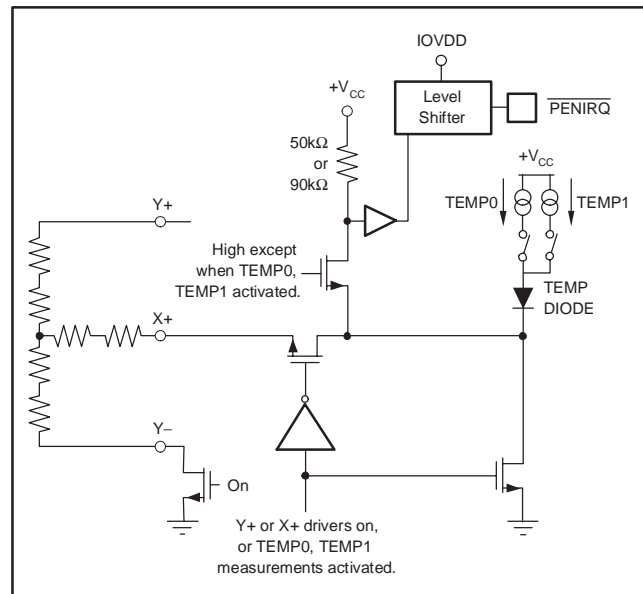 IOVDD
+VCC
Level
Shifter
PENIRQ
50kΩ
or
90kΩ
+VCC
TEMP0
TEMP1
Y+
High except
when TEMP0,
TEMP1 activated.
TEMP
DIODE
X+
Y–
On
Y+ or X+ drivers on,
or TEMP0, TEMP1
measurements activated.